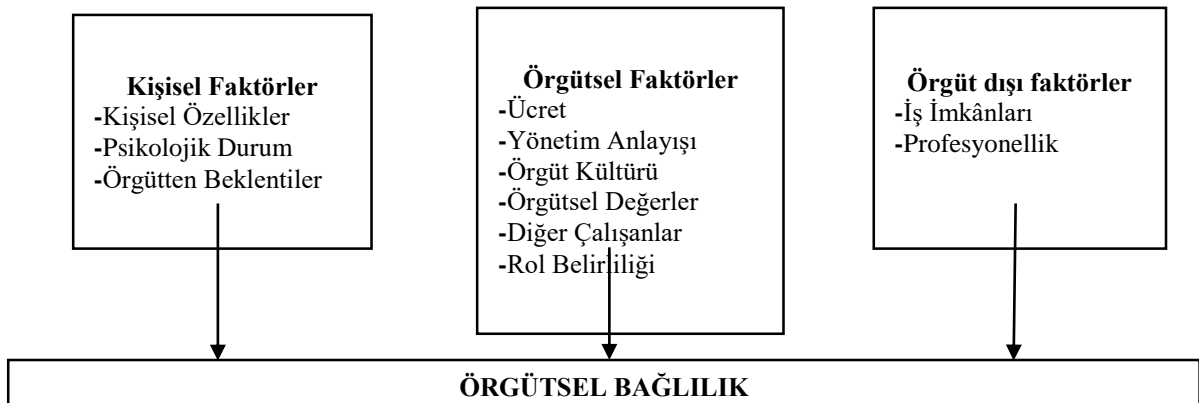 Kişisel Faktörler
-Kişisel Özellikler
-Psikolojik Durum
-Örgütten Beklentiler
Örgütsel Faktörler
-Ücret
-Yönetim Anlayışı
-Örgüt Kültürü
-Örgütsel Değerler
-Diğer Çalışanlar
-Rol Belirliliği
Örgüt dışı faktörler
-İş İmkânları
-Profesyonellik
ÖRGÜTSEL BAĞLILIK